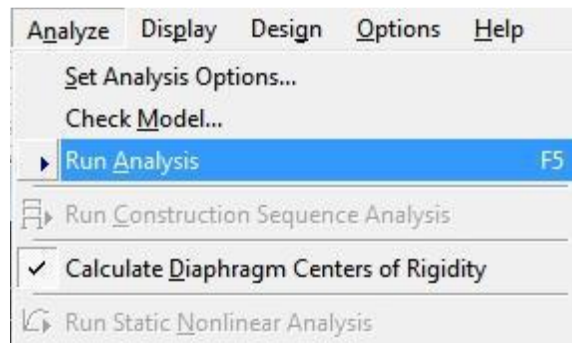 Analyze Display Design Options Help
Set Analysis Options...
Check Model...
Run Analysis F5
Run Construction Sequence Analysis
Calculate Diaphragm Centers of Rigidity
Run Static Nonlinear Analysis